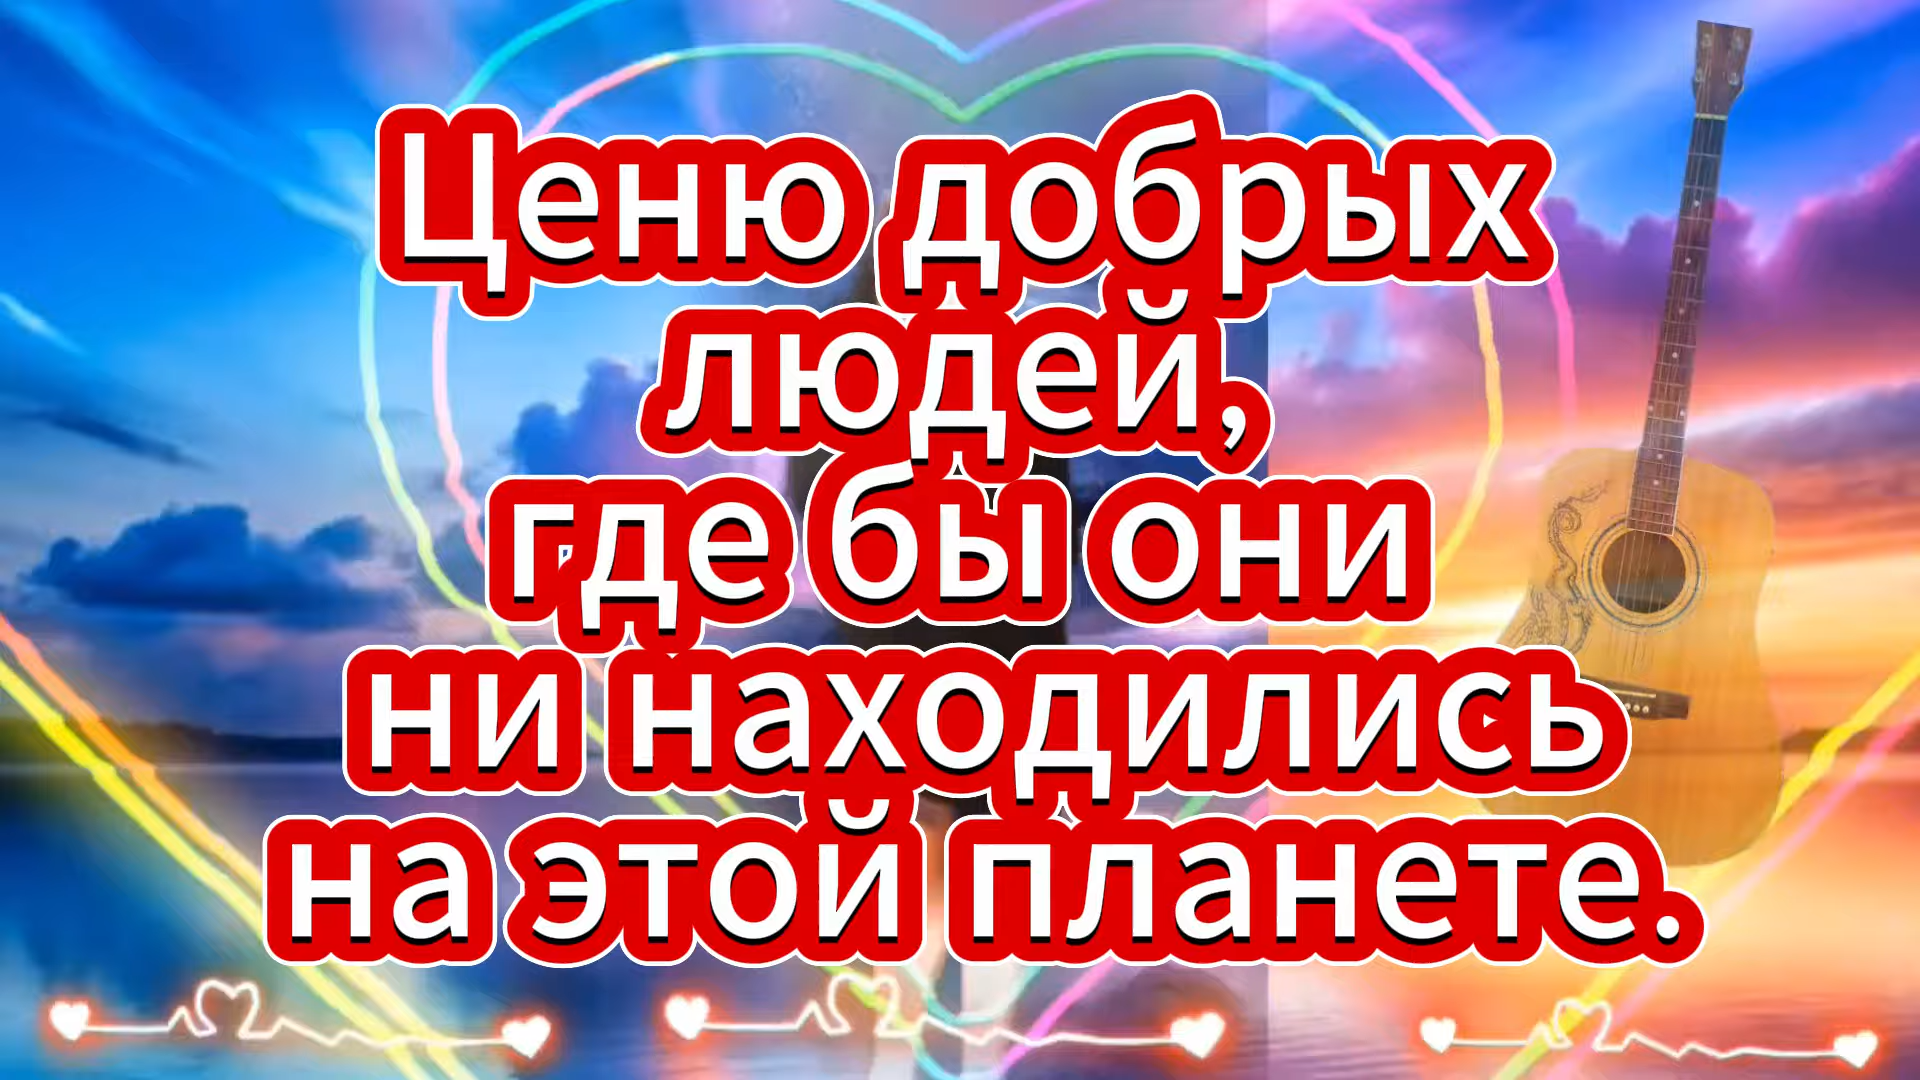 Ценю добрых
людей,
где бы они
ни находились
на этой планете.